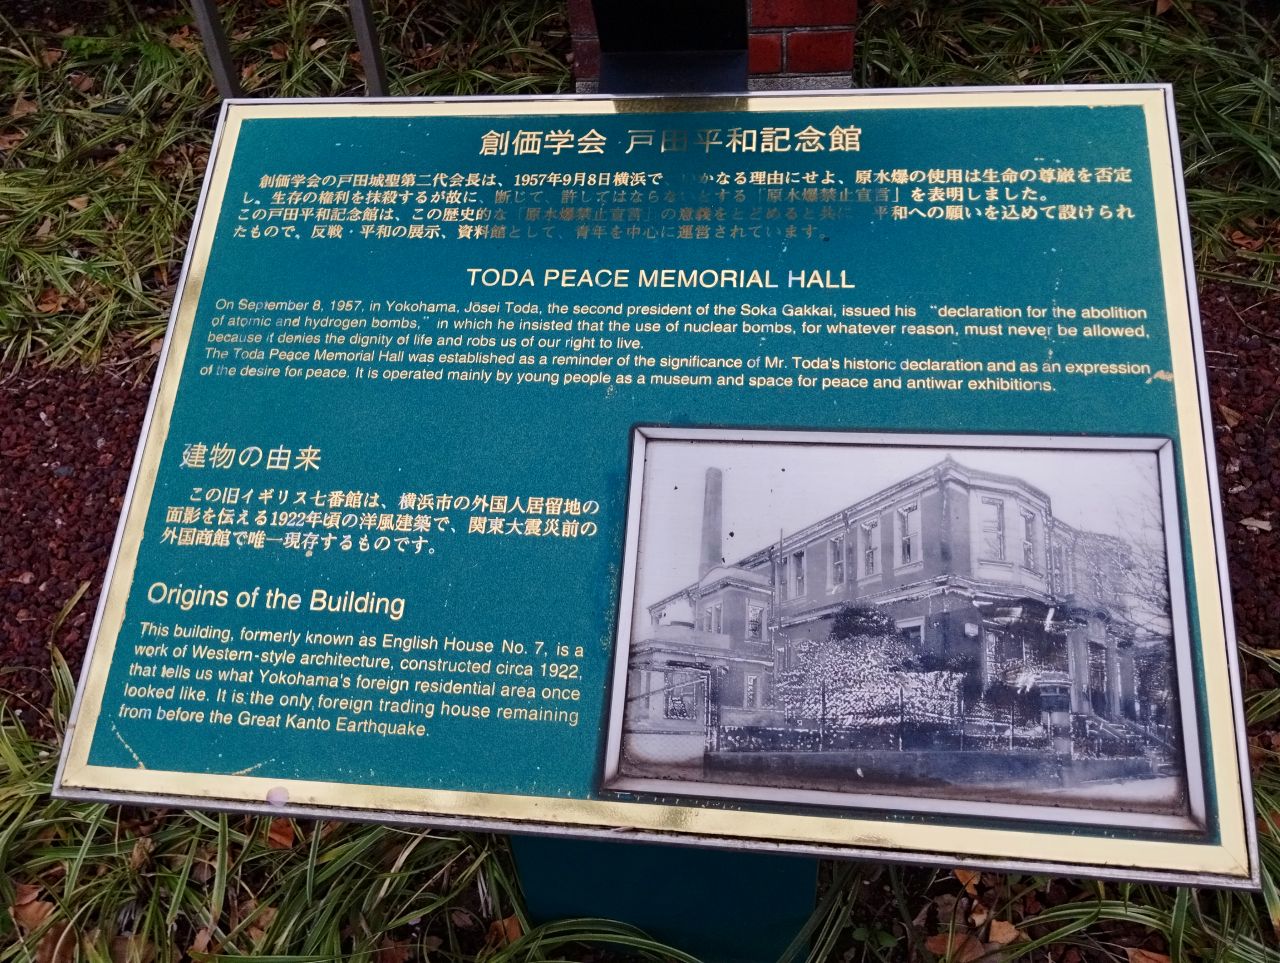 創価学会 戸田平和記念館
創価学会の戸田城聖第二代会長は、1957年9月8日横浜で、いかなる理由にせよ、原水爆の使用は生命の尊厳を否定
し、生存の権利を抹殺するが故に、断じて、許してはならないとする「原水爆禁止宣言」を表明しました。
この戸田平和記念館は、この歴史的な「原水爆禁止宣言」の意義をとどめると共に、平和への願いを込めて設けられ
たもので、反戦・平和の展示、資料館として、青年を中心に運営されています。
TODA PEACE MEMORIAL HALL
On September 8, 1957, in Yokohama, Jōsei Toda, the second president of the Soka Gakkai, issued his “declaration for the abolition
of atomic and hydrogen bombs,” in which he insisted that the use of nuclear bombs, for whatever reason, must never be allowed,
because it denies the dignity of life and robs us of our right to live.
The Toda Peace Memorial Hall was established as a reminder of the significance of Mr. Toda's historic declaration and as an expression
of the desire for peace. It is operated mainly by young people as a museum and space for peace and antiwar exhibitions.
建物の由来
この旧イギリス七番館は、横浜市の外国人居留地の
面影を伝える1922年頃の洋風建築で、関東大震災前の
外国商館で唯一現存するものです。
Origins of the Building
This building, formerly known as English House No. 7, is a
work of Western-style architecture, constructed circa 1922,
that tells us what Yokohama's foreign residential area once
looked like. It is the only foreign trading house remaining
from before the Great Kanto Earthquake.